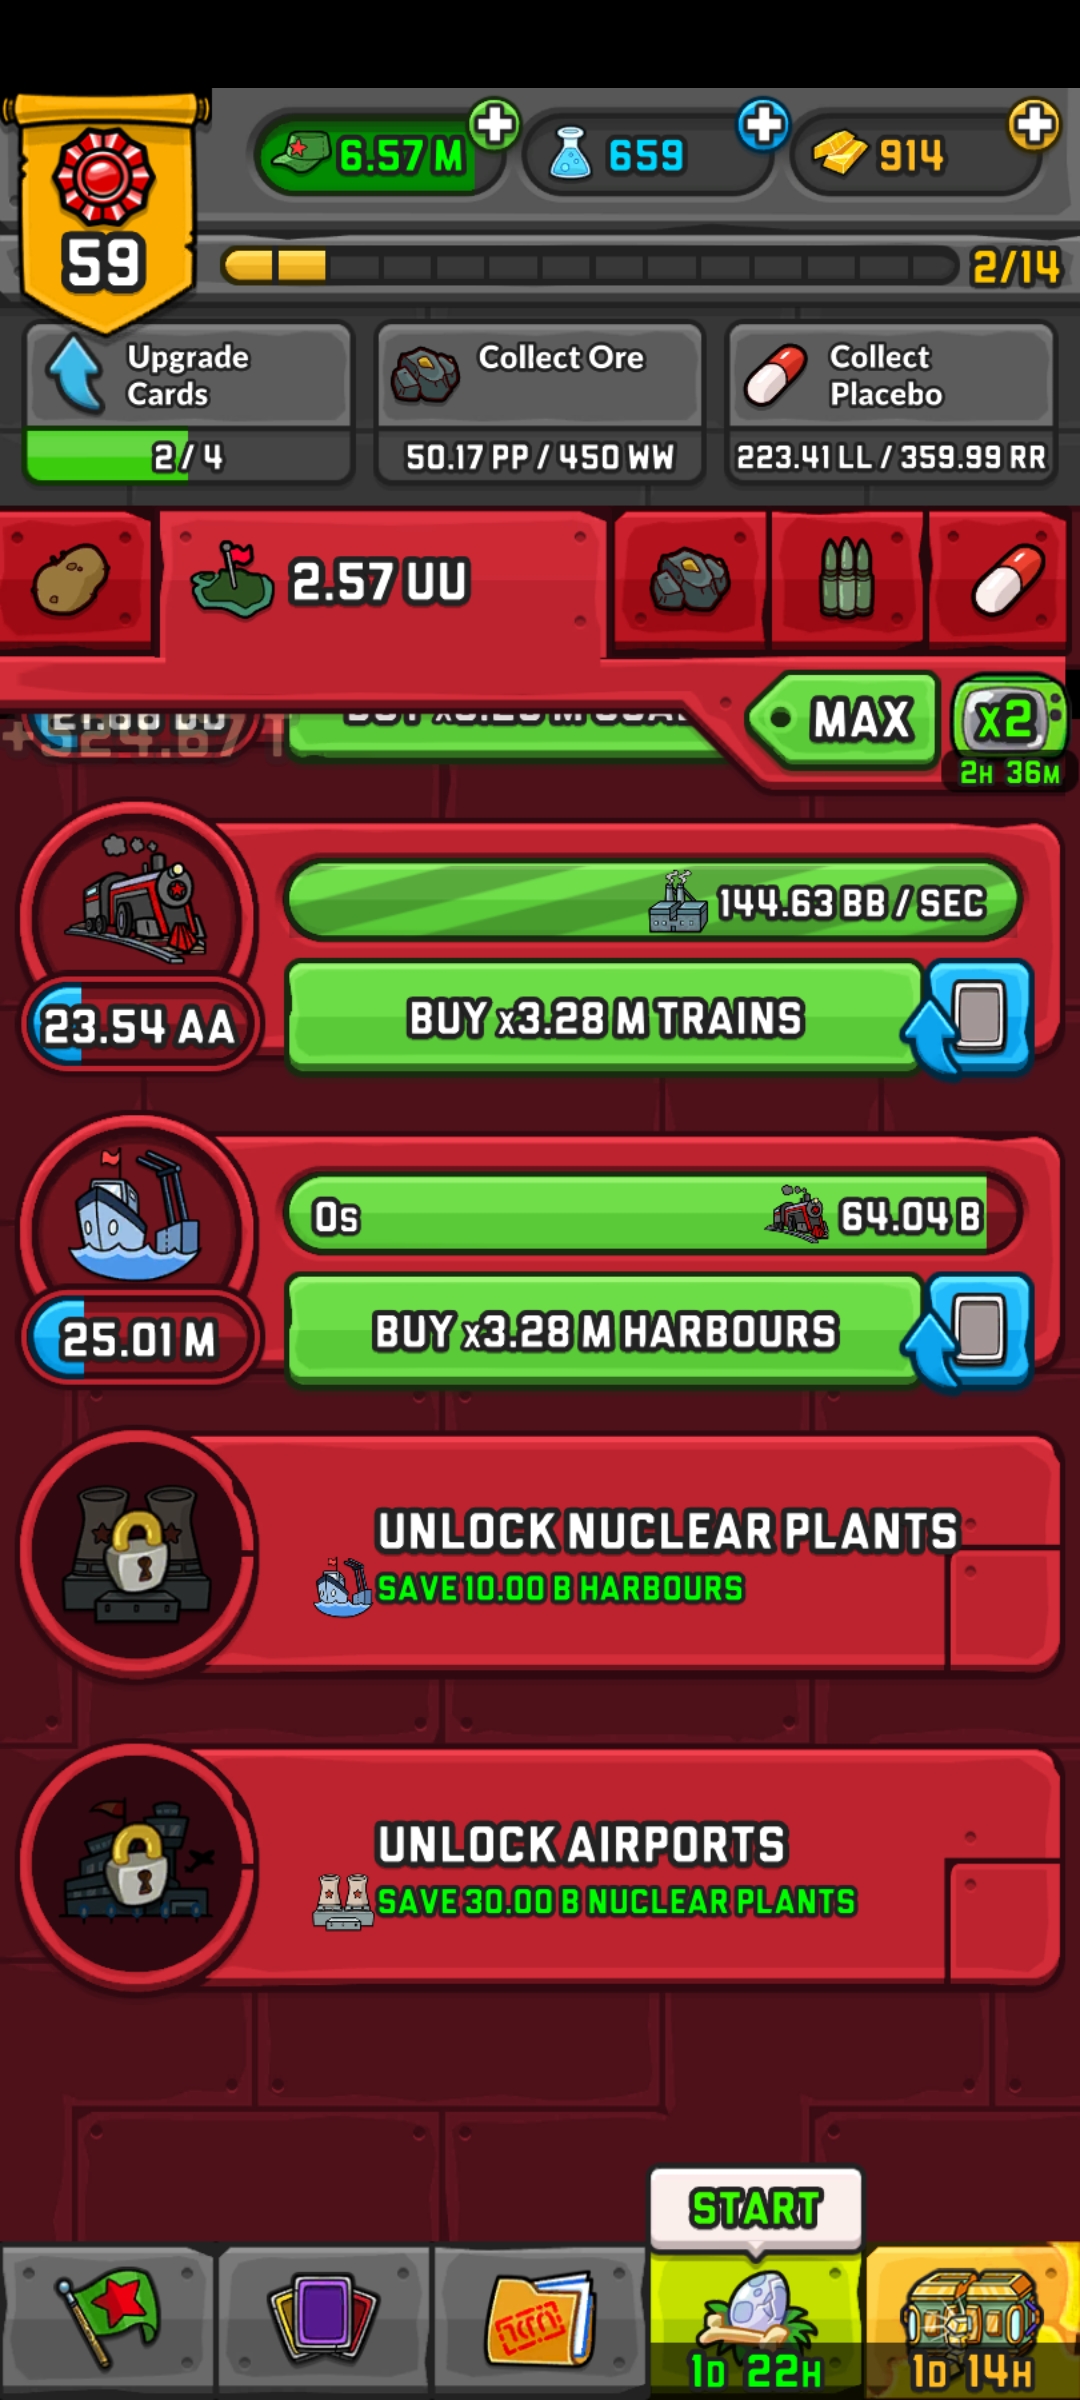 6.57 M
659
914
59
2/14
Upgrade
Cards
Collect Ore
Collect
Placebo
2 / 4
50.17 PP / 450 WW
223.41 LL / 359.99 RR
2.57 UU
MAX
x2
2H 36M
144.63 BB / SEC
23.54 AA
BUY x3.28 M TRAINS
0s
64.04 B
25.01 M
BUY x3.28 M HARBOURS
UNLOCK NUCLEAR PLANTS
SAVE 10.00 B HARBOURS
UNLOCK AIRPORTS
SAVE 30.00 B NUCLEAR PLANTS
START
1D 22H
1D 14H